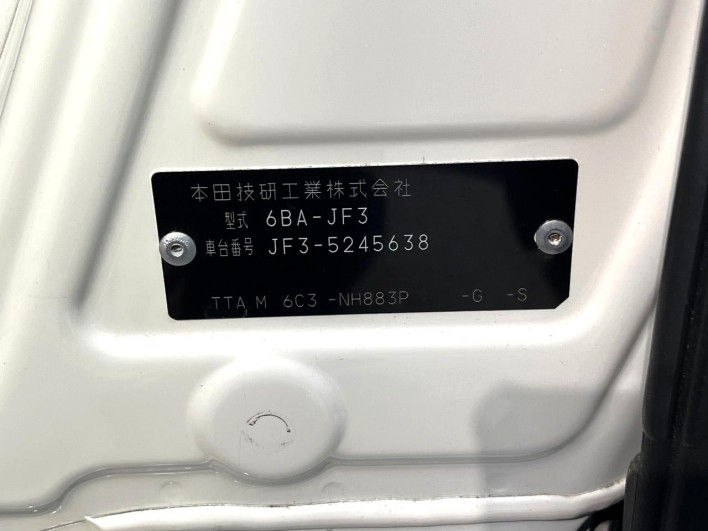 本田技研工業株式会社
型式 6BA-JF3
車台番号 JF3-5245638
TTA M 6C3 -NH883P -G -S